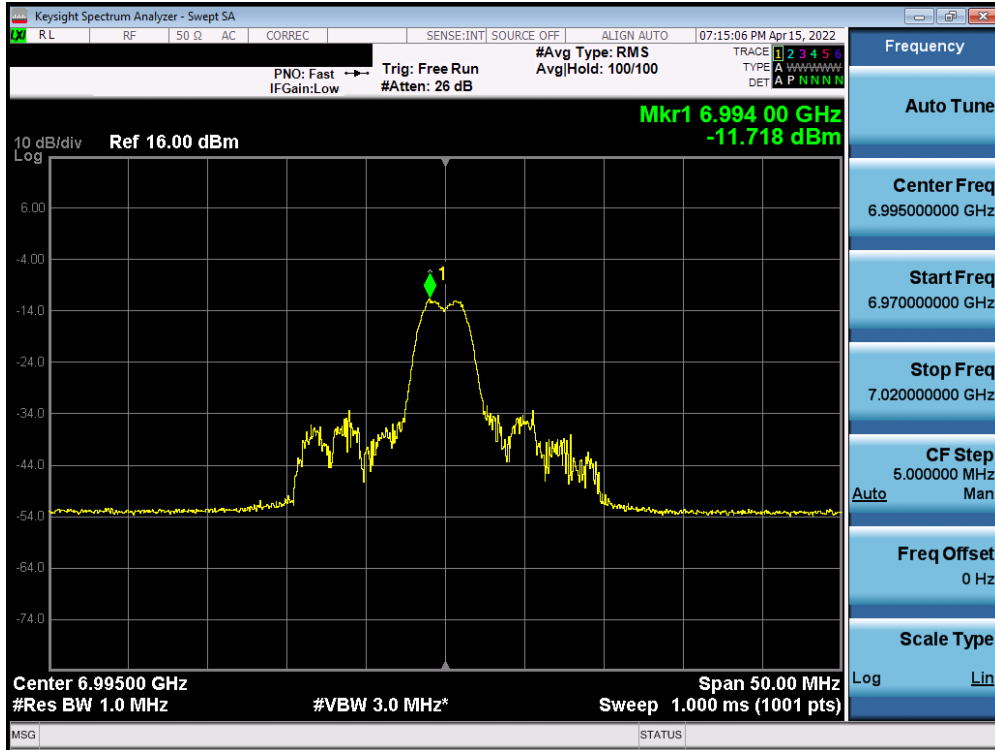 Keysight Spectrum Analyzer - Swept SA
LXI RL RF 50 Ω AC CORREC SENSE:INT SOURCE OFF ALIGN AUTO 07:15:06 PM Apr 15, 2022
PNO: Fast Trig: Free Run #Avg Type: RMS TRACE 1 2 3 4 5 6
IFGain:Low #Atten: 26 dB Avg|Hold: 100/100 TYPE A WWWWW
DET A P N N N N
Mkr1 6.994 00 GHz
-11.718 dBm
10 dB/div Ref 16.00 dBm
Log
6.00
-4.00
1
-14.0
-24.0
-34.0
-44.0
-54.0
-64.0
-74.0
Center 6.99500 GHz Span 50.00 MHz
#Res BW 1.0 MHz #VBW 3.0 MHz* Sweep 1.000 ms (1001 pts)
MSG STATUS
Frequency
Auto Tune
Center Freq
6.995000000 GHz
Start Freq
6.970000000 GHz
Stop Freq
7.020000000 GHz
CF Step
5.000000 MHz
Auto Man
Freq Offset
0 Hz
Scale Type
Log Lin